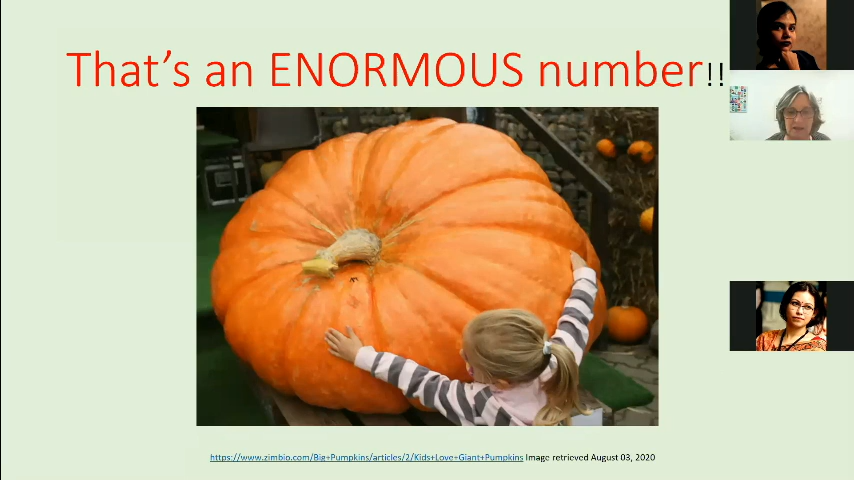 That's an ENORMOUS number!!
https://www.zimbio.com/Big+Pumpkins/articles/2/Kids+Love+Giant+Pumpkins Image retrieved August 03, 2020